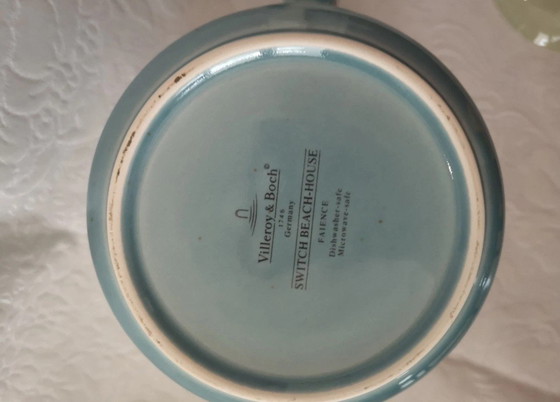 Villeroy & Boch®
1748
Germany
SWITCH BEACH-HOUSE
FAIENCE
Dishwasher-safe
Microwave-safe